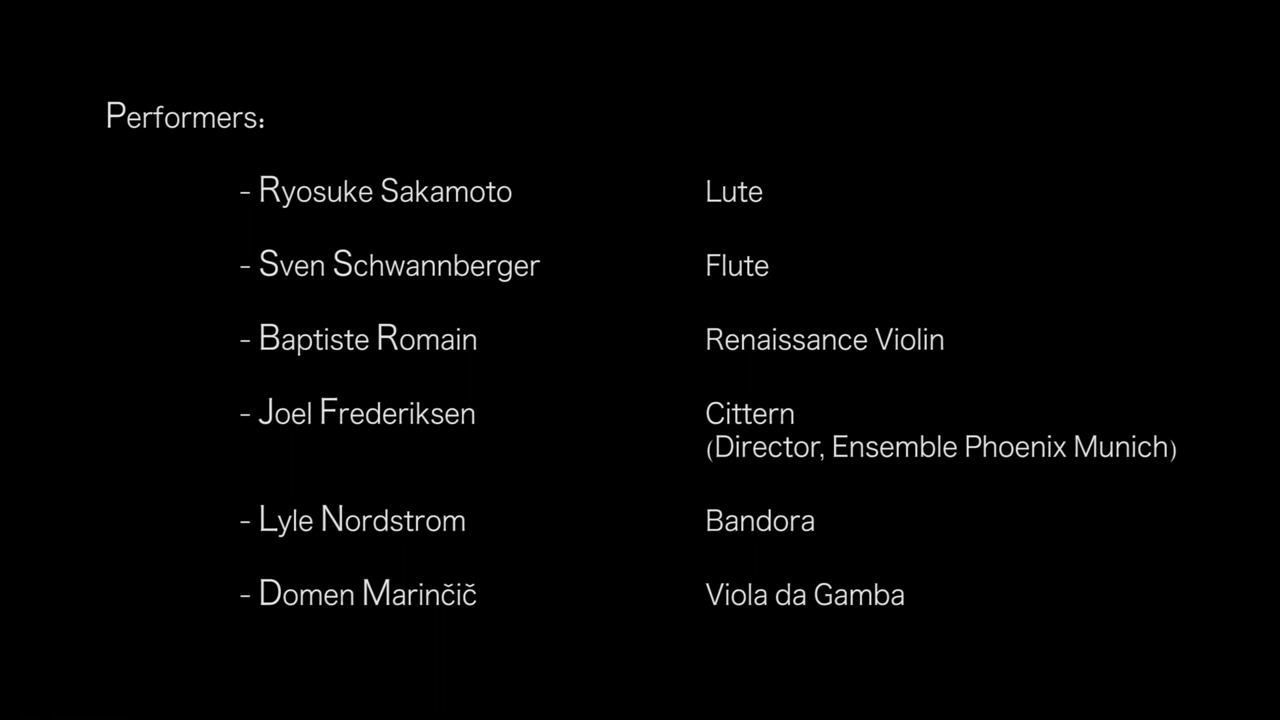 Performers:
- Ryosuke Sakamoto Lute
- Sven Schwannberger Flute
- Baptiste Romain Renaissance Violin
- Joel Frederiksen Cittern
(Director, Ensemble Phoenix Munich)
- Lyle Nordstrom Bandora
- Domen Marinčič Viola da Gamba